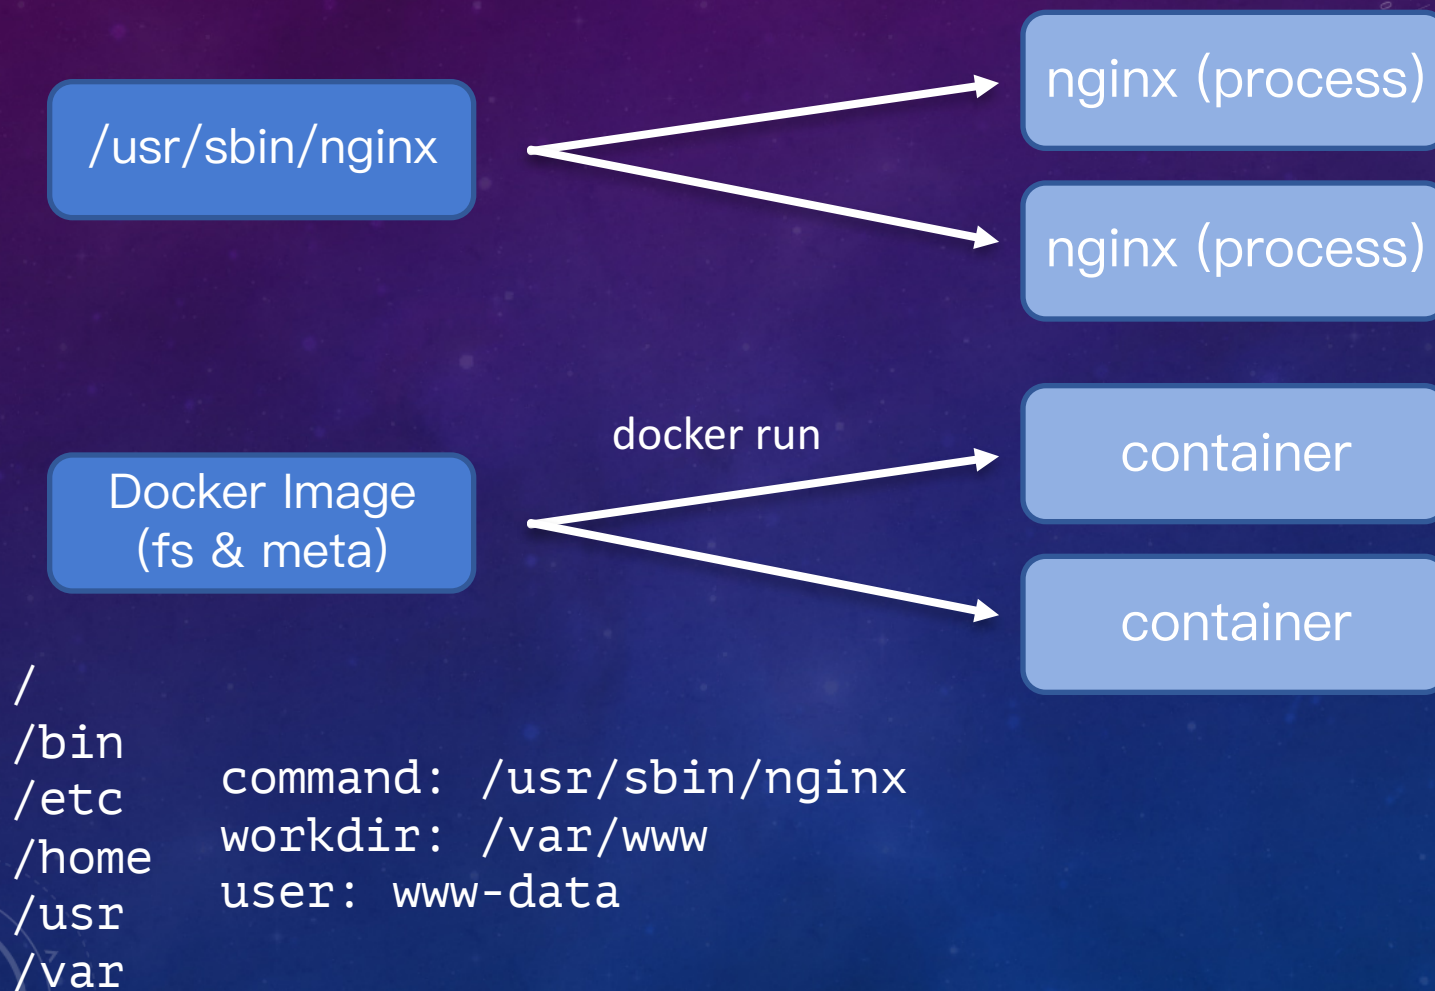 /usr/sbin/nginx
nginx (process)
nginx (process)
docker run
Docker Image
(fs & meta)
container
container
/
/bin
/etc
/home
/usr
/var
command: /usr/sbin/nginx
workdir: /var/www
user: www-data